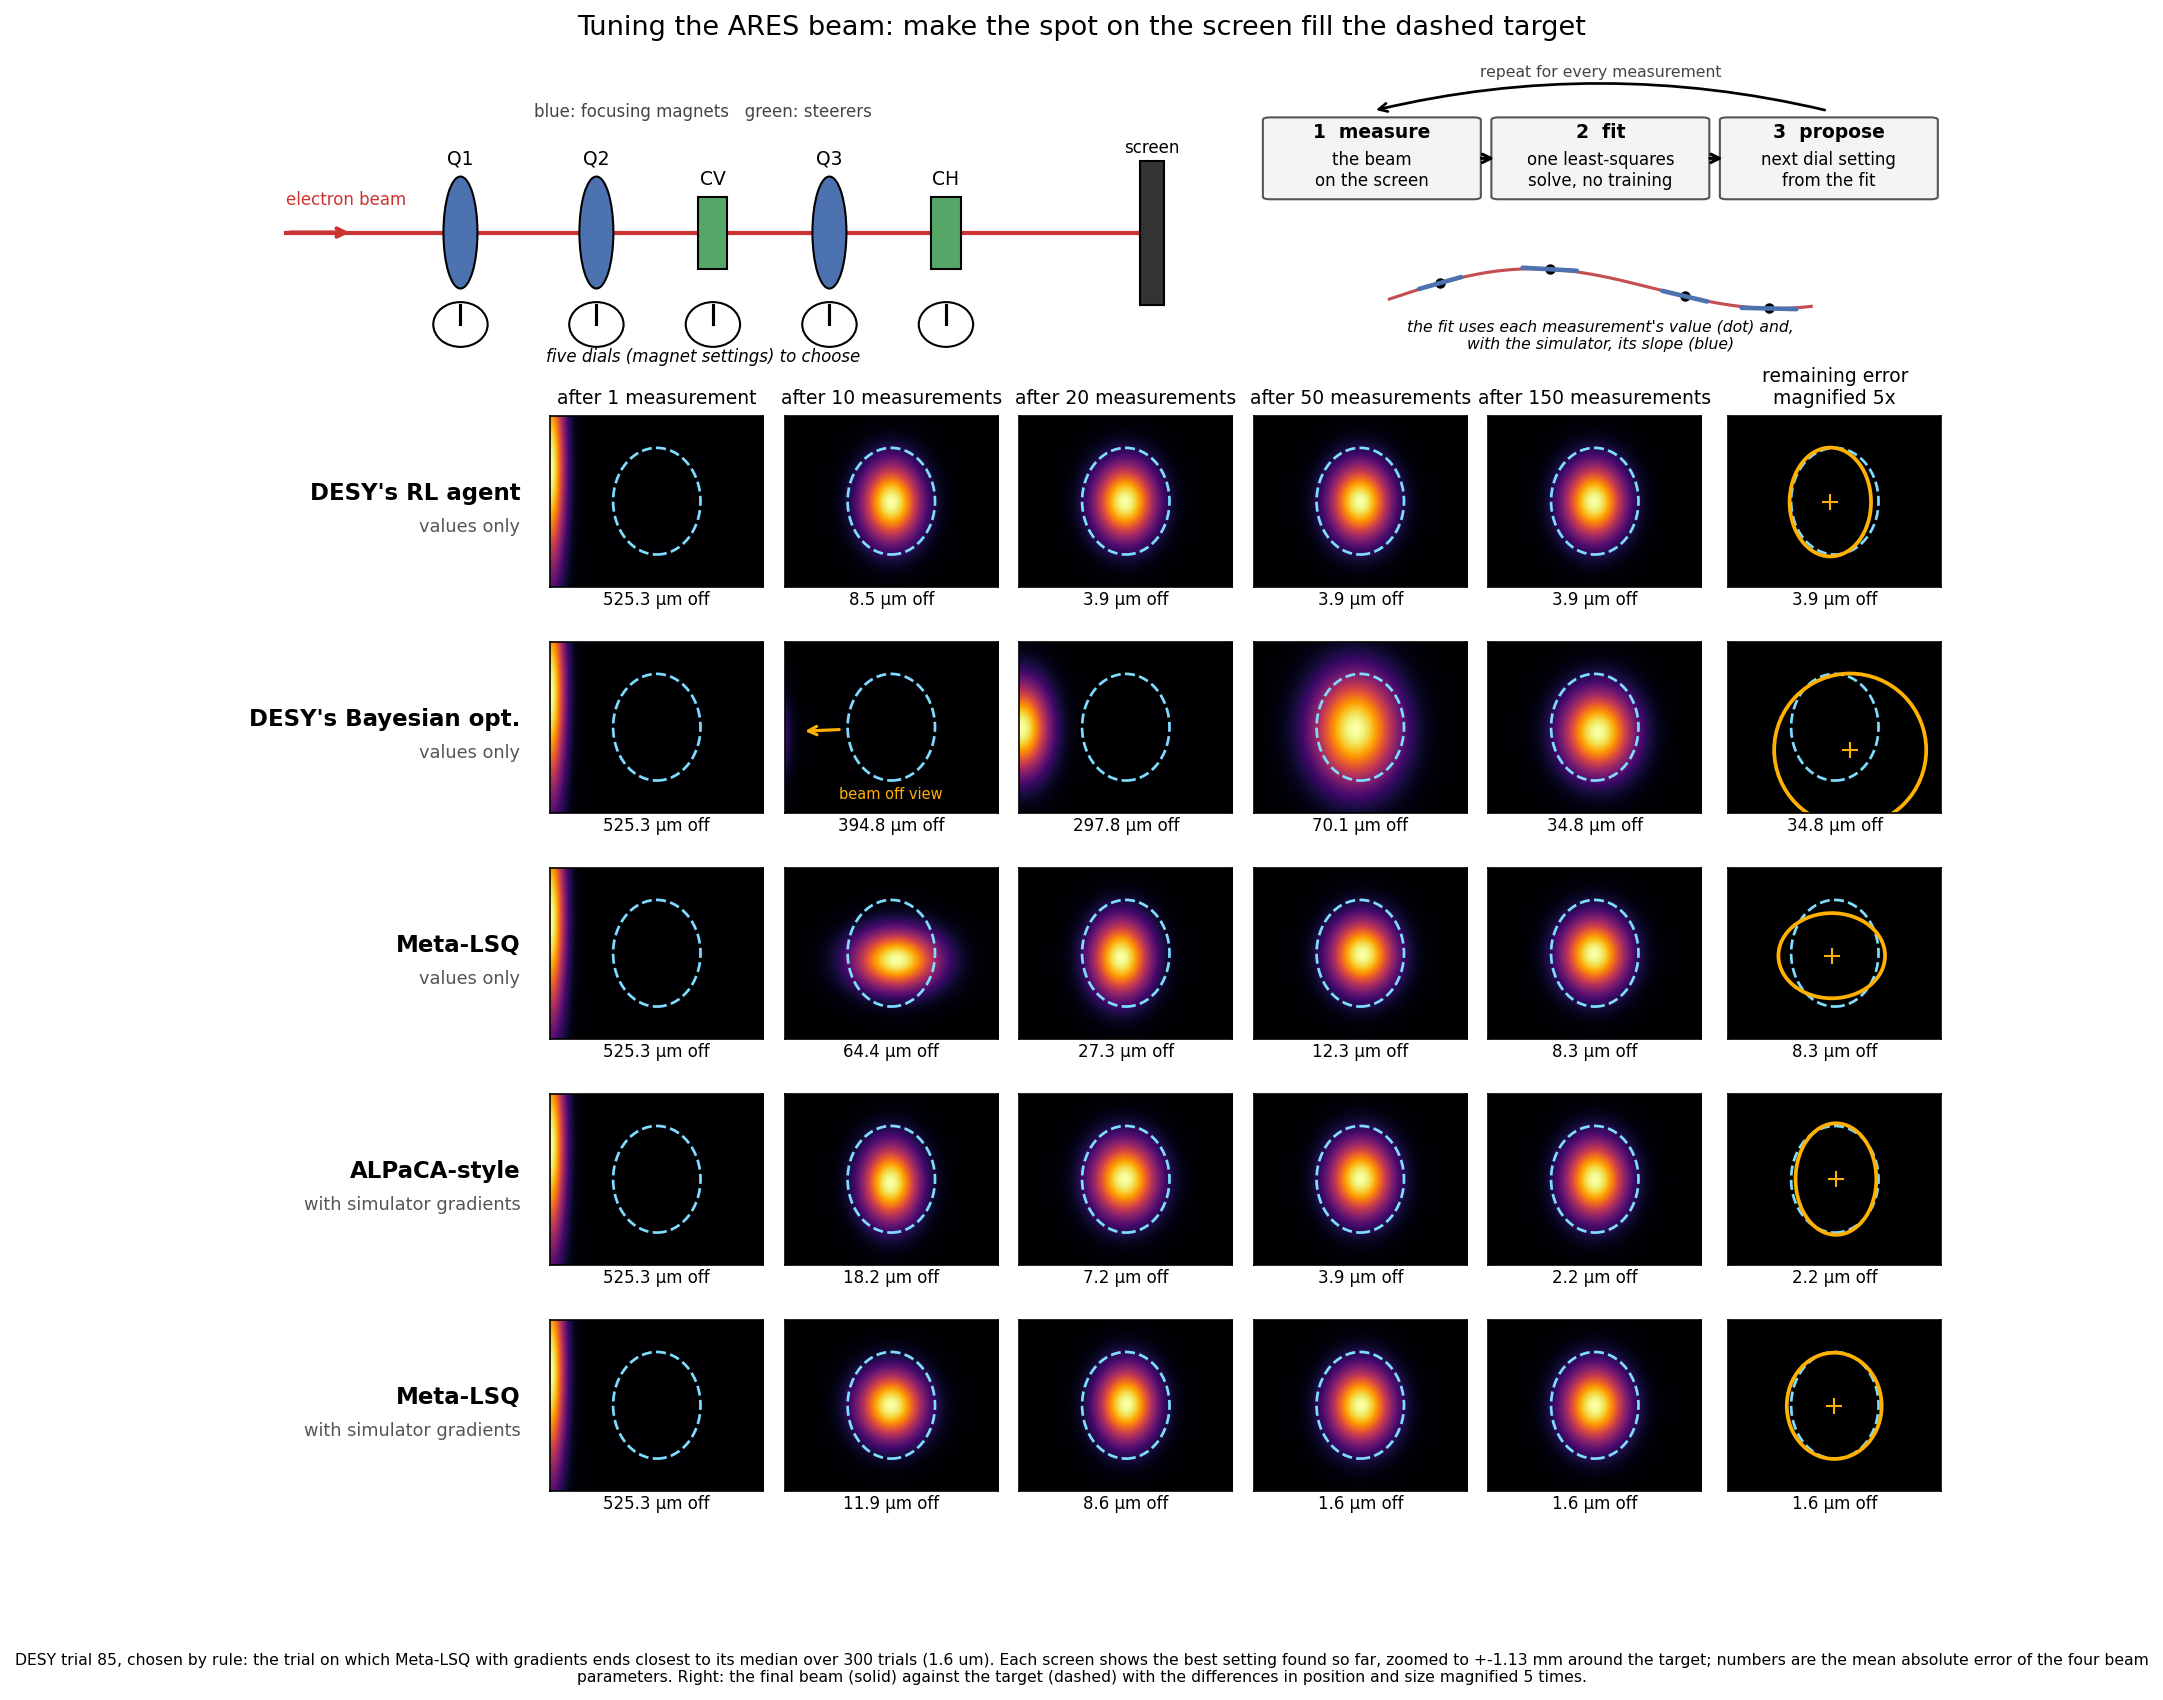 Tuning the ARES beam: make the spot on the screen fill the dashed target
blue: focusing magnets   green: steerers
electron beam
Q1
Q2
CV
Q3
CH
screen
five dials (magnet settings) to choose
repeat for every measurement
1  measure
the beam
on the screen
2  fit
one least-squares
solve, no training
3  propose
next dial setting
from the fit
the fit uses each measurement's value (dot) and,
with the simulator, its slope (blue)
after 1 measurement
after 10 measurements
after 20 measurements
after 50 measurements
after 150 measurements
remaining error
magnified 5x
DESY's RL agent
values only
525.3 µm off
8.5 µm off
3.9 µm off
3.9 µm off
3.9 µm off
3.9 µm off
DESY's Bayesian opt.
values only
beam off view
525.3 µm off
394.8 µm off
297.8 µm off
70.1 µm off
34.8 µm off
34.8 µm off
Meta-LSQ
values only
525.3 µm off
64.4 µm off
27.3 µm off
12.3 µm off
8.3 µm off
8.3 µm off
ALPaCA-style
with simulator gradients
525.3 µm off
18.2 µm off
7.2 µm off
3.9 µm off
2.2 µm off
2.2 µm off
Meta-LSQ
with simulator gradients
525.3 µm off
11.9 µm off
8.6 µm off
1.6 µm off
1.6 µm off
1.6 µm off
DESY trial 85, chosen by rule: the trial on which Meta-LSQ with gradients ends closest to its median over 300 trials (1.6 um). Each screen shows the best setting found so far, zoomed to +-1.13 mm around the target; numbers are the mean absolute error of the four beam
parameters. Right: the final beam (solid) against the target (dashed) with the differences in position and size magnified 5 times.